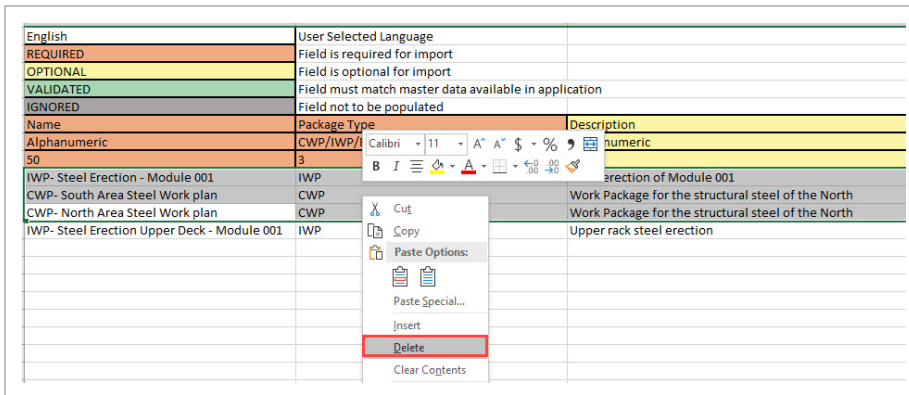 English User Selected Language
REQUIRED Field is required for import
OPTIONAL Field is optional for import
VALIDATED Field must match master data available in application
IGNORED Field not to be populated
Name Package Type Description
Alphanumeric CWP/IWP/
50 3
Calibri 11 A^ A˅ $ % ,
B I A .00 .00
IWP- Steel Erection - Module 001 IWP erection of Module 001
CWP- South Area Steel Work plan CWP Work Package for the structural steel of the North
CWP- North Area Steel Work plan CWP Work Package for the structural steel of the North
IWP- Steel Erection Upper Deck - Module 001 IWP Upper rack steel erection
Cut
Copy
Paste Options:
Paste Special...
Insert
Delete
Clear Contents